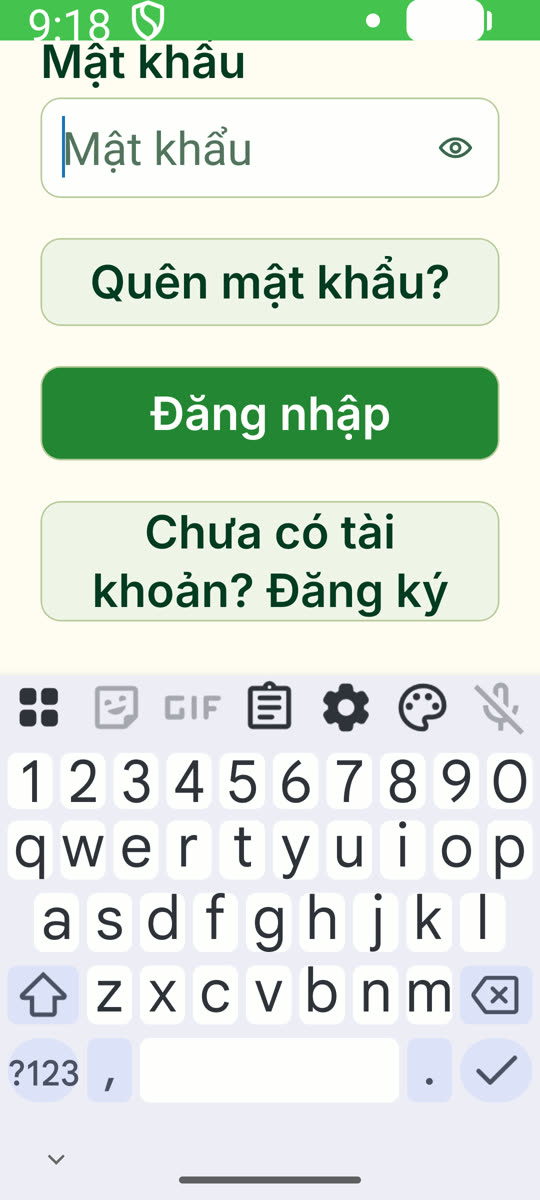 9:18
Mật khẩu
Mật khẩu
Quên mật khẩu?
Đăng nhập
Chưa có tài
khoản? Đăng ký
GIF
1 2 3 4 5 6 7 8 9 0
q w e r t y u i o p
a s d f g h j k l
z x c v b n m
?123 , .